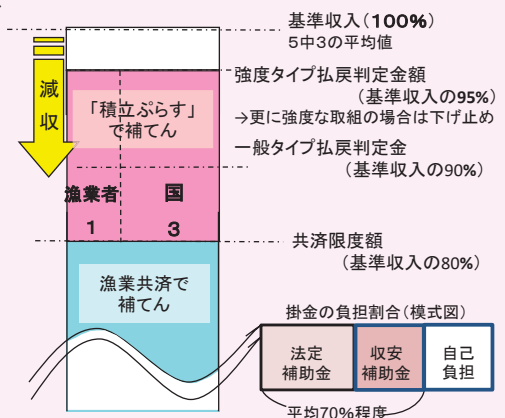 基準収入(100%)
5中3の平均値
減収
強度タイプ払戻判定金額
(基準収入の95%)
→更に強度な取組の場合は下げ止め
「積立ぷらす」
で補てん
一般タイプ払戻判定金
(基準収入の90%)
漁業者 国
1 3
共済限度額
(基準収入の80%)
漁業共済で
補てん
掛金の負担割合(模式図)
法定
補助金
収安
補助金
自己
負担
平均70%程度